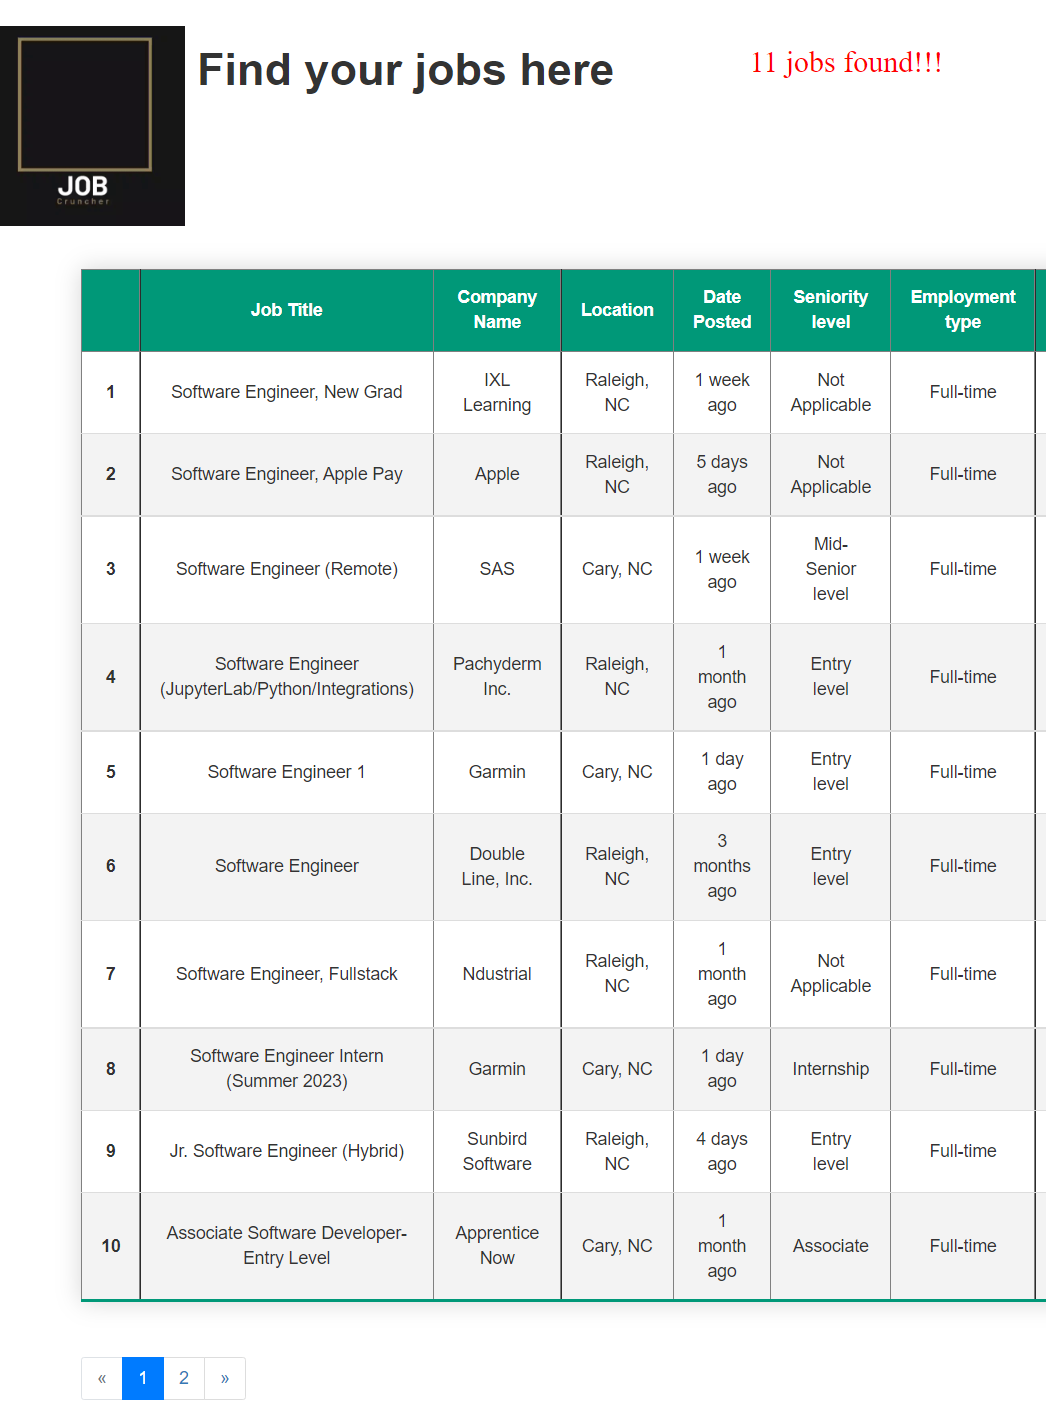 Find your jobs here
11 jobs found!!!
JOB
Cruncher
Job Title
Company
Name
Location
Date
Posted
Seniority
level
Employment
type
1
Software Engineer, New Grad
IXL
Learning
Raleigh,
NC
1 week
ago
Not
Applicable
Full-time
2
Software Engineer, Apple Pay
Apple
Raleigh,
NC
5 days
ago
Not
Applicable
Full-time
3
Software Engineer (Remote)
SAS
Cary, NC
1 week
ago
Mid-
Senior
level
Full-time
4
Software Engineer
(JupyterLab/Python/Integrations)
Pachyderm
Inc.
Raleigh,
NC
1
month
ago
Entry
level
Full-time
5
Software Engineer 1
Garmin
Cary, NC
1 day
ago
Entry
level
Full-time
6
Software Engineer
Double
Line, Inc.
Raleigh,
NC
3
months
ago
Entry
level
Full-time
7
Software Engineer, Fullstack
Ndustrial
Raleigh,
NC
1
month
ago
Not
Applicable
Full-time
8
Software Engineer Intern
(Summer 2023)
Garmin
Cary, NC
1 day
ago
Internship
Full-time
9
Jr. Software Engineer (Hybrid)
Sunbird
Software
Raleigh,
NC
4 days
ago
Entry
level
Full-time
10
Associate Software Developer-
Entry Level
Apprentice
Now
Cary, NC
1
month
ago
Associate
Full-time
« 1 2 »